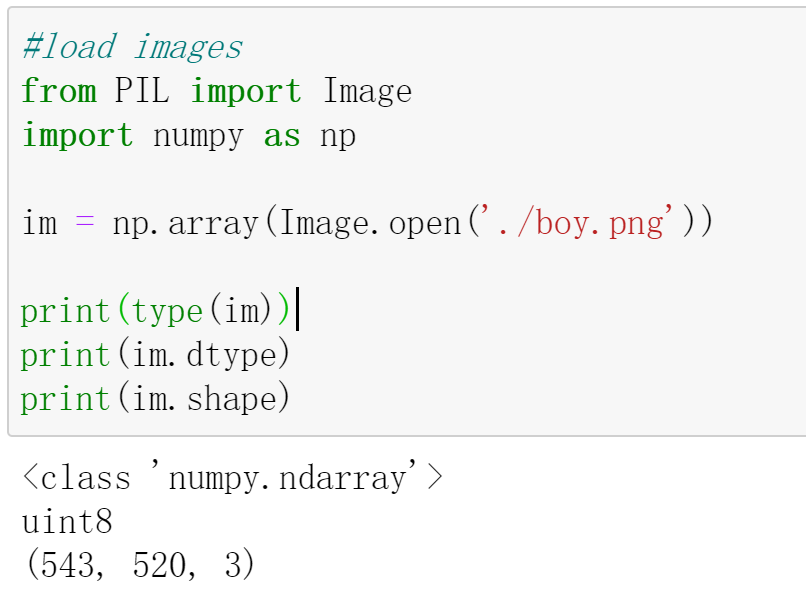 #load images
from PIL import Image
import numpy as np
im = np.array(Image.open('./boy.png'))
print(type(im))
print(im.dtype)
print(im.shape)
<class 'numpy.ndarray'>
uint8
(543, 520, 3)